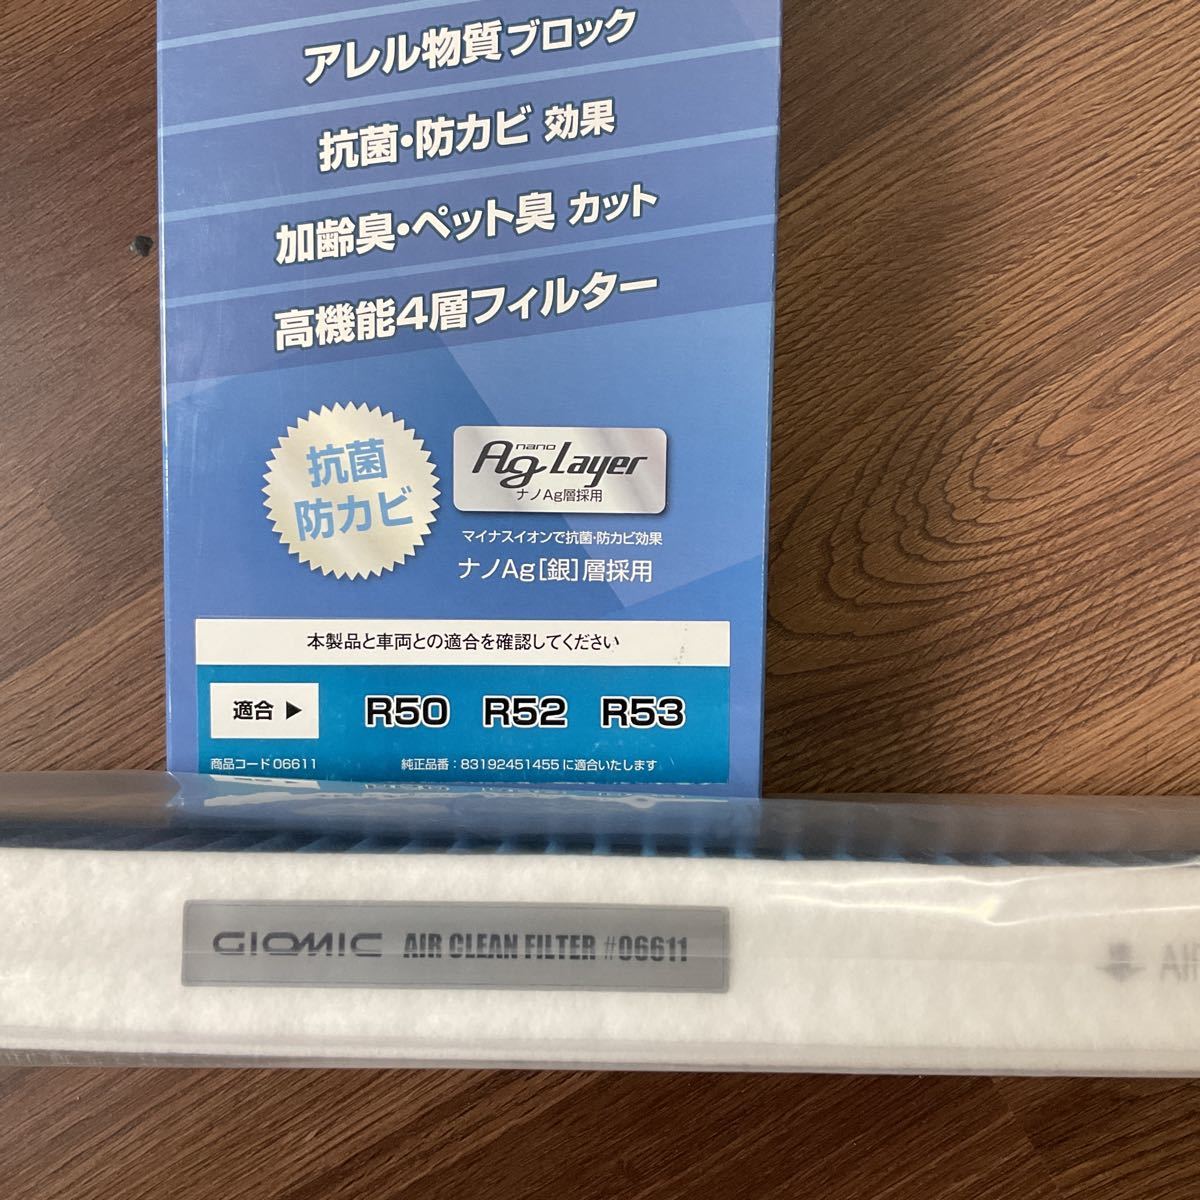 アレル物質ブロック
抗菌・防カビ 効果
加齢臭・ペット臭 カット
高機能4層フィルター
抗菌
防カビ
nano
Ag Layer
ナノAg層採用
マイナスイオンで抗菌・防カビ効果
ナノAg[銀]層採用
本製品と車両との適合を確認してください
適合 ▶ R50 R52 R53
商品コード 06611 純正品番：83192451455 に適合いたします
GIOMIC AIR CLEAN FILTER #06611